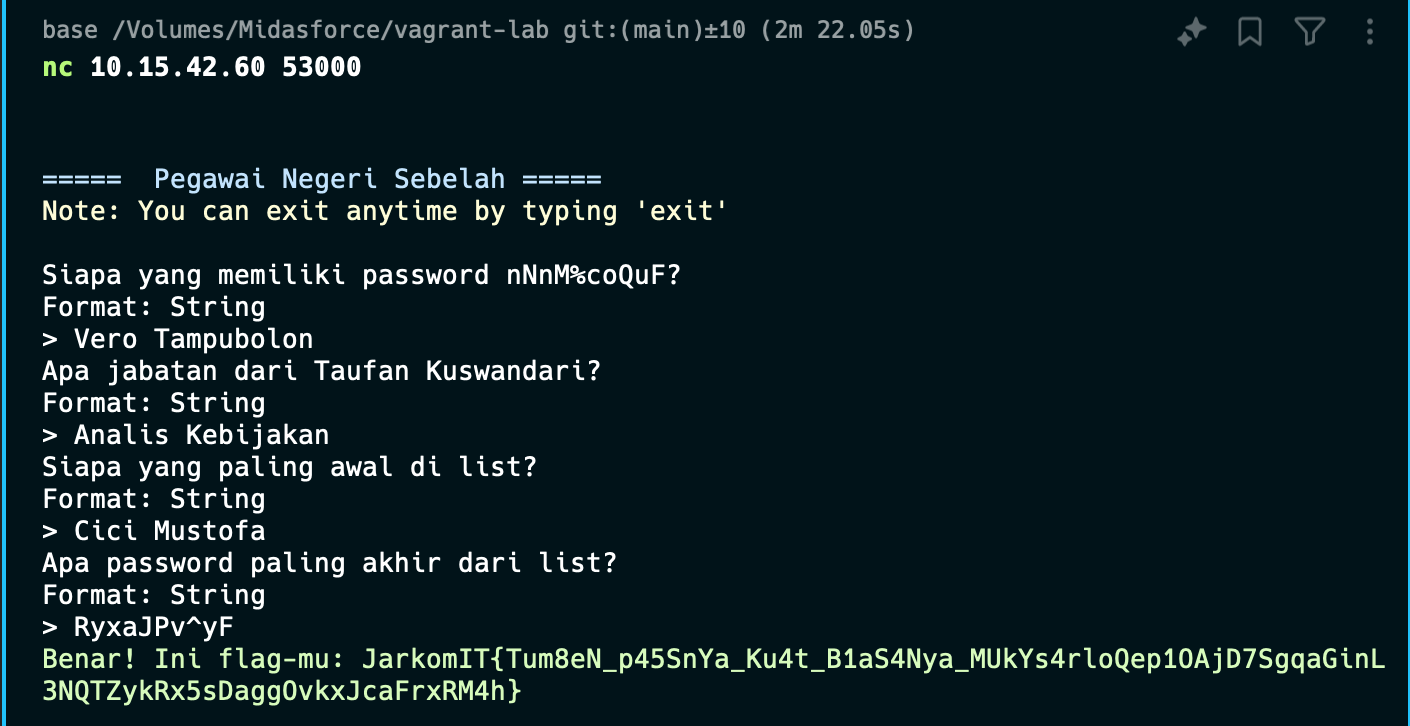 base /Volumes/Midasforce/vagrant-lab git:(main)±10 (2m 22.05s)
nc 10.15.42.60 53000
=====  Pegawai Negeri Sebelah =====
Note: You can exit anytime by typing 'exit'
Siapa yang memiliki password nNnM%coQuF?
Format: String
> Vero Tampubolon
Apa jabatan dari Taufan Kuswandari?
Format: String
> Analis Kebijakan
Siapa yang paling awal di list?
Format: String
> Cici Mustofa
Apa password paling akhir dari list?
Format: String
> RyxaJPv^yF
Benar! Ini flag-mu: JarkomIT{Tum8eN_p45SnYa_Ku4t_B1aS4Nya_MUkYs4rloQep1OAjD7SgqaGinL
3NQTZykRx5sDaggOvkxJcaFrxRM4h}